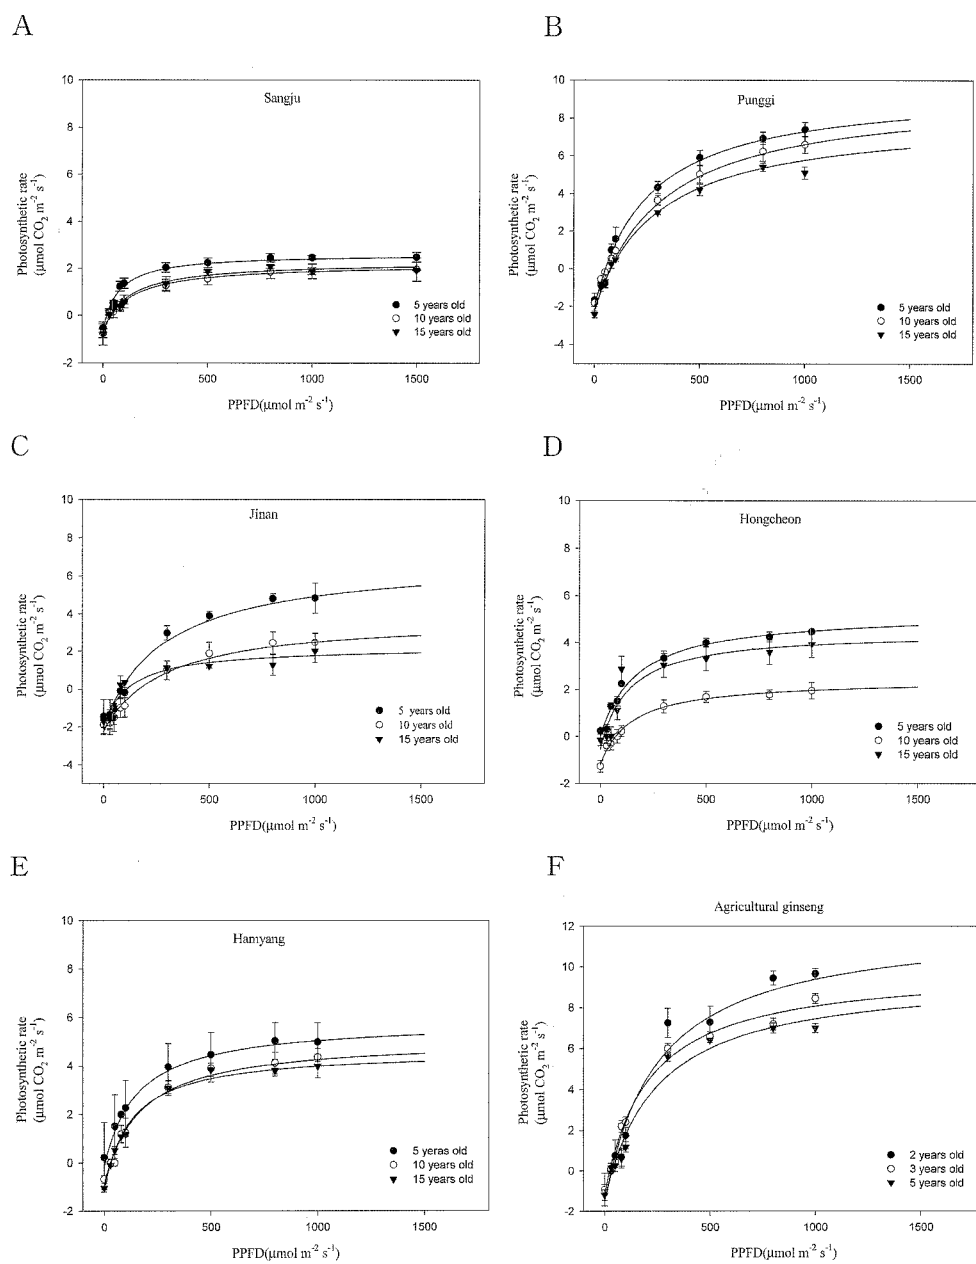 A
Sangju
Photosynthetic rate
(μmol CO2 m-2 s-1)
10
8
6
4
2
0
-2
5 years old
10 years old
15 years old
0 500 1000 1500
PPFD(μmol m-2 s-1)
B
Punggi
Photosynthetic rate
(μmol CO2 m-2 s-1)
10
8
6
4
2
0
-2
-4
5 years old
10 years old
15 years old
0 500 1000 1500
PPFD(μmol m-2 s-1)
C
Jinan
Photosynthetic rate
(μmol CO2 m-2 s-1)
10
8
6
4
2
0
-2
-4
5 years old
10 years old
15 years old
0 500 1000 1500
PPFD(μmol m-2 s-1)
D
Hongcheon
Photosynthetic rate
(μmol CO2 m-2 s-1)
10
8
6
4
2
0
-2
5 years old
10 years old
15 years old
0 500 1000 1500
PPFD(μmol m-2 s-1)
E
Hamyang
Photosynthetic rate
(μmol CO2 m-2 s-1)
10
8
6
4
2
0
-2
5 yeras old
10 years old
15 years old
0 500 1000 1500
PPFD(μmol m-2 s-1)
F
Agricultural ginseng
Photosynthetic rate
(μmol CO2 m-2 s-1)
12
10
8
6
4
2
0
-2
2 years old
3 years old
5 years old
0 500 1000 1500
PPFD(μmol m-2 s-1)